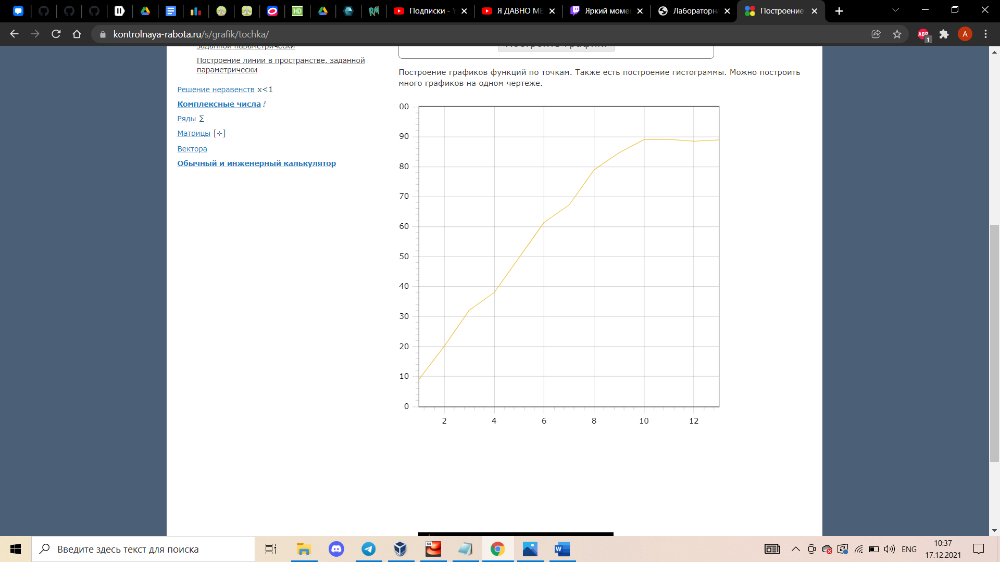 Подписки - Y
Я ДАВНО МЕ
Яркий момен
Лабораторна
Построение
kontrolnaya-rabota.ru/s/grafik/tochka/
ABP
1
A
заданной параметрически
Построение линии в пространстве, заданной
параметрически
Решение неравенств x<1
Комплексные числа i
Ряды Σ
Матрицы [⊹]
Вектора
Обычный и инженерный калькулятор
Построить график
Построение графиков функций по точкам. Также есть построение гистограммы. Можно построить
много графиков на одном чертеже.
00
90
80
70
60
50
40
30
20
10
0
2 4 6 8 10 12
Введите здесь текст для поиска
ENG
10:37
17.12.2021